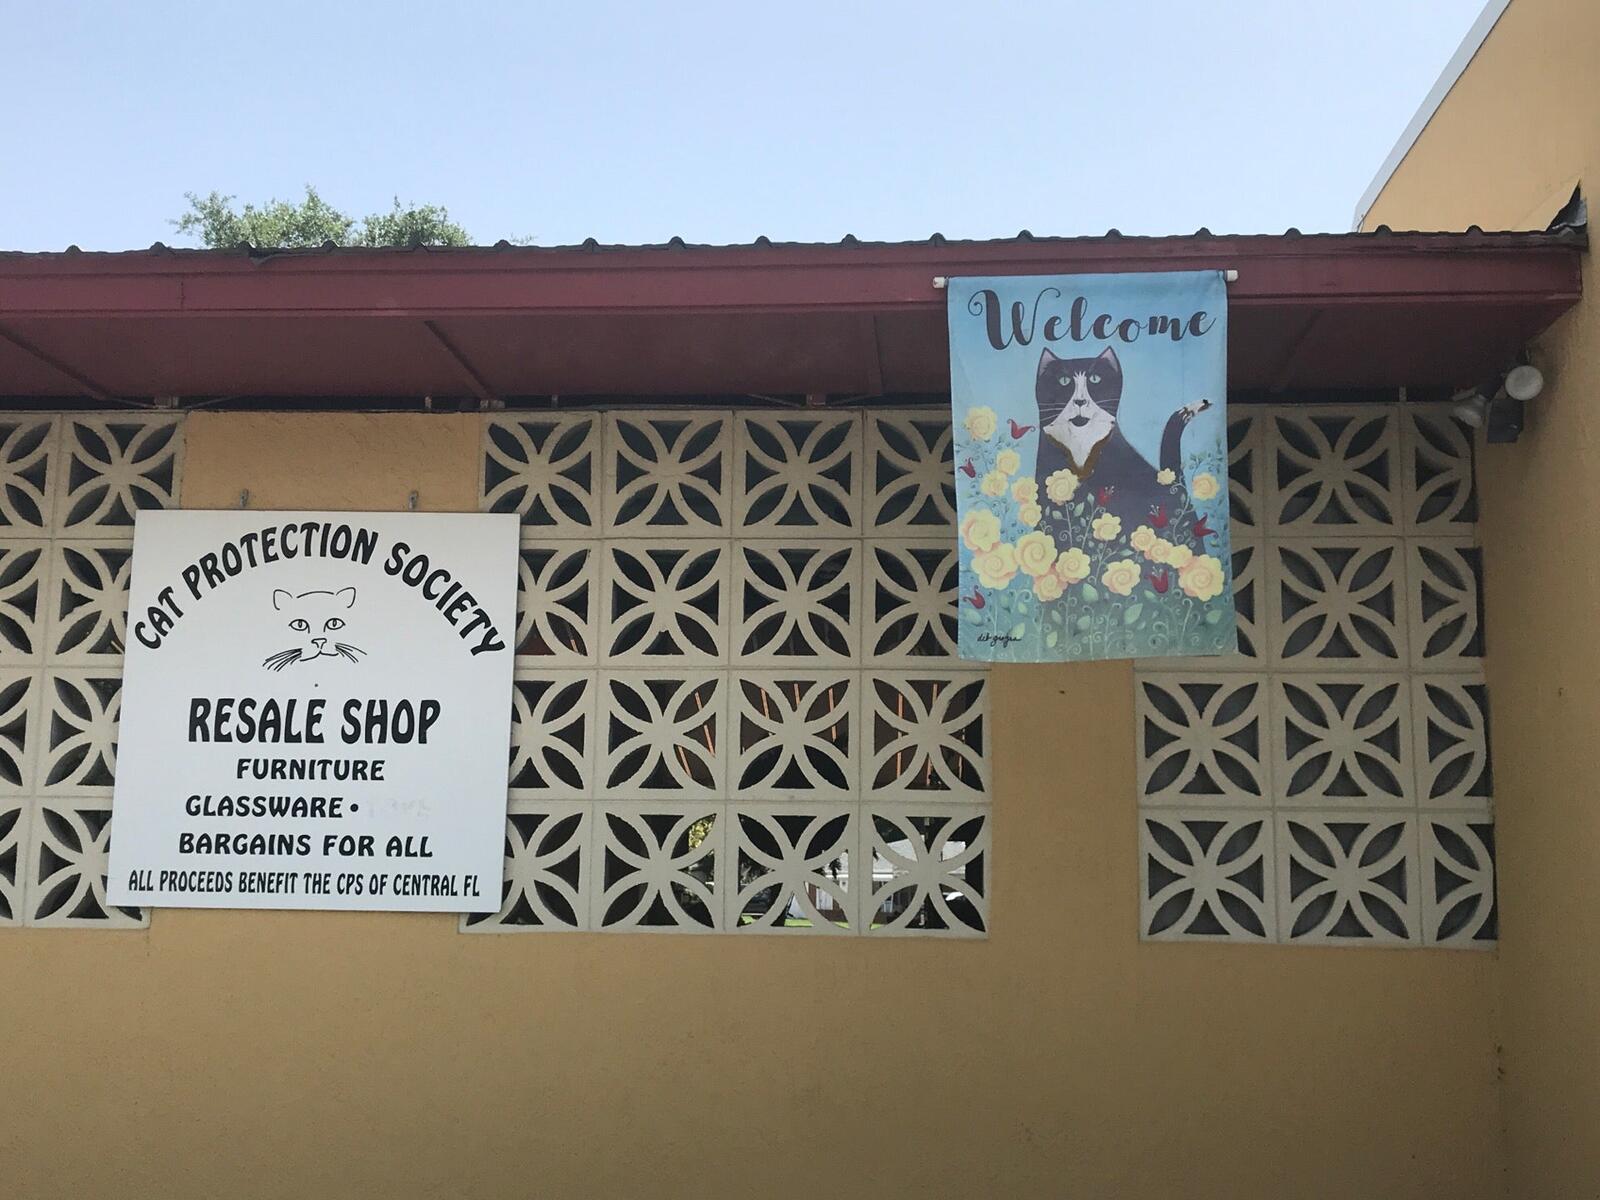 CAT PROTECTION SOCIETY
RESALE SHOP
FURNITURE
GLASSWARE •
BARGAINS FOR ALL
ALL PROCEEDS BENEFIT THE CPS OF CENTRAL FL
Welcome